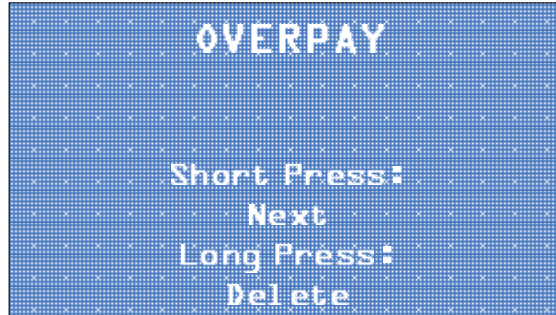 OVERPAY
Short Press:
Next
Long Press:
Delete